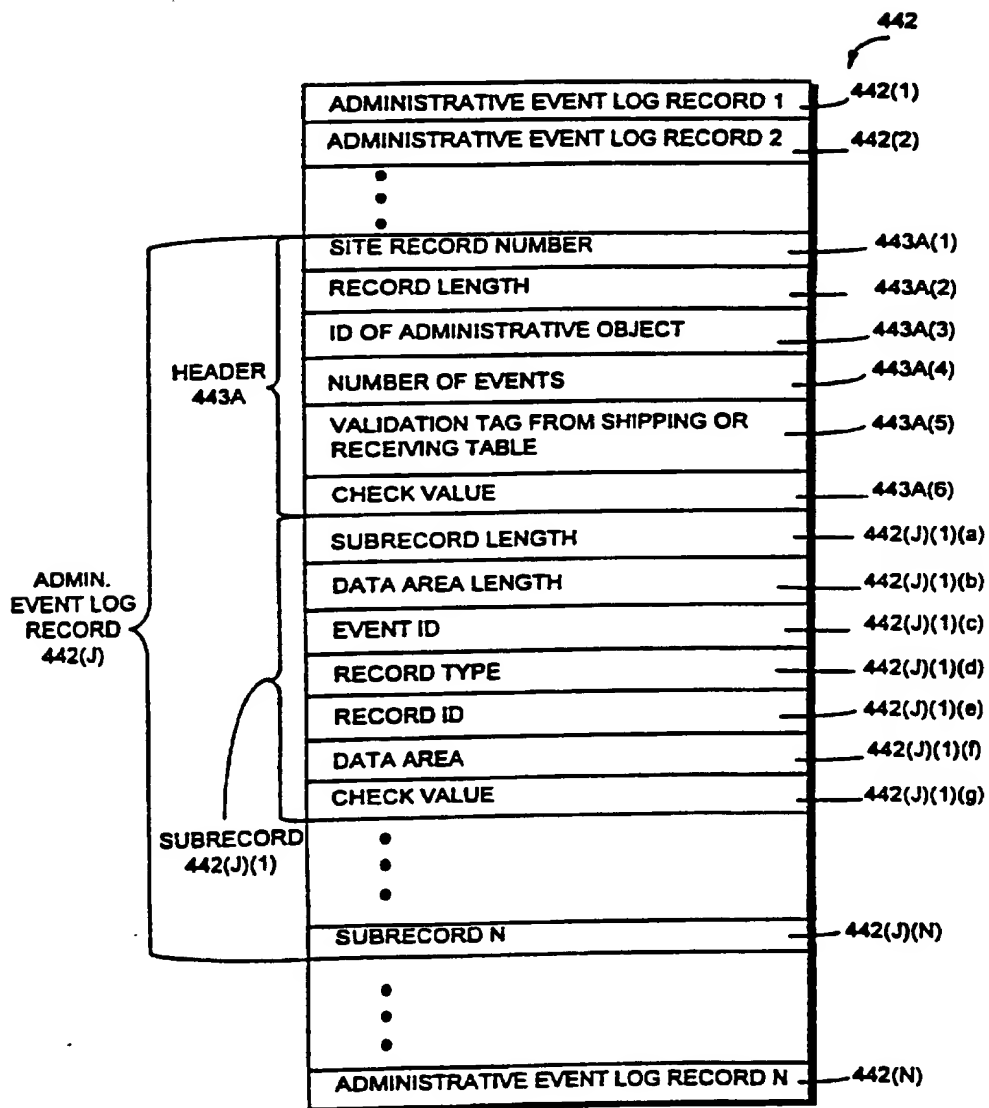 442
ADMINISTRATIVE EVENT LOG RECORD 1 442(1)
ADMINISTRATIVE EVENT LOG RECORD 2 442(2)
SITE RECORD NUMBER 443A(1)
RECORD LENGTH 443A(2)
ID OF ADMINISTRATIVE OBJECT 443A(3)
HEADER
443A
NUMBER OF EVENTS 443A(4)
VALIDATION TAG FROM SHIPPING OR
RECEIVING TABLE 443A(5)
CHECK VALUE 443A(6)
SUBRECORD LENGTH 442(J)(1)(a)
ADMIN.
EVENT LOG
RECORD
442(J)
DATA AREA LENGTH 442(J)(1)(b)
EVENT ID 442(J)(1)(c)
RECORD TYPE 442(J)(1)(d)
RECORD ID 442(J)(1)(e)
DATA AREA 442(J)(1)(f)
CHECK VALUE 442(J)(1)(g)
SUBRECORD
442(J)(1)
SUBRECORD N 442(J)(N)
ADMINISTRATIVE EVENT LOG RECORD N 442(N)